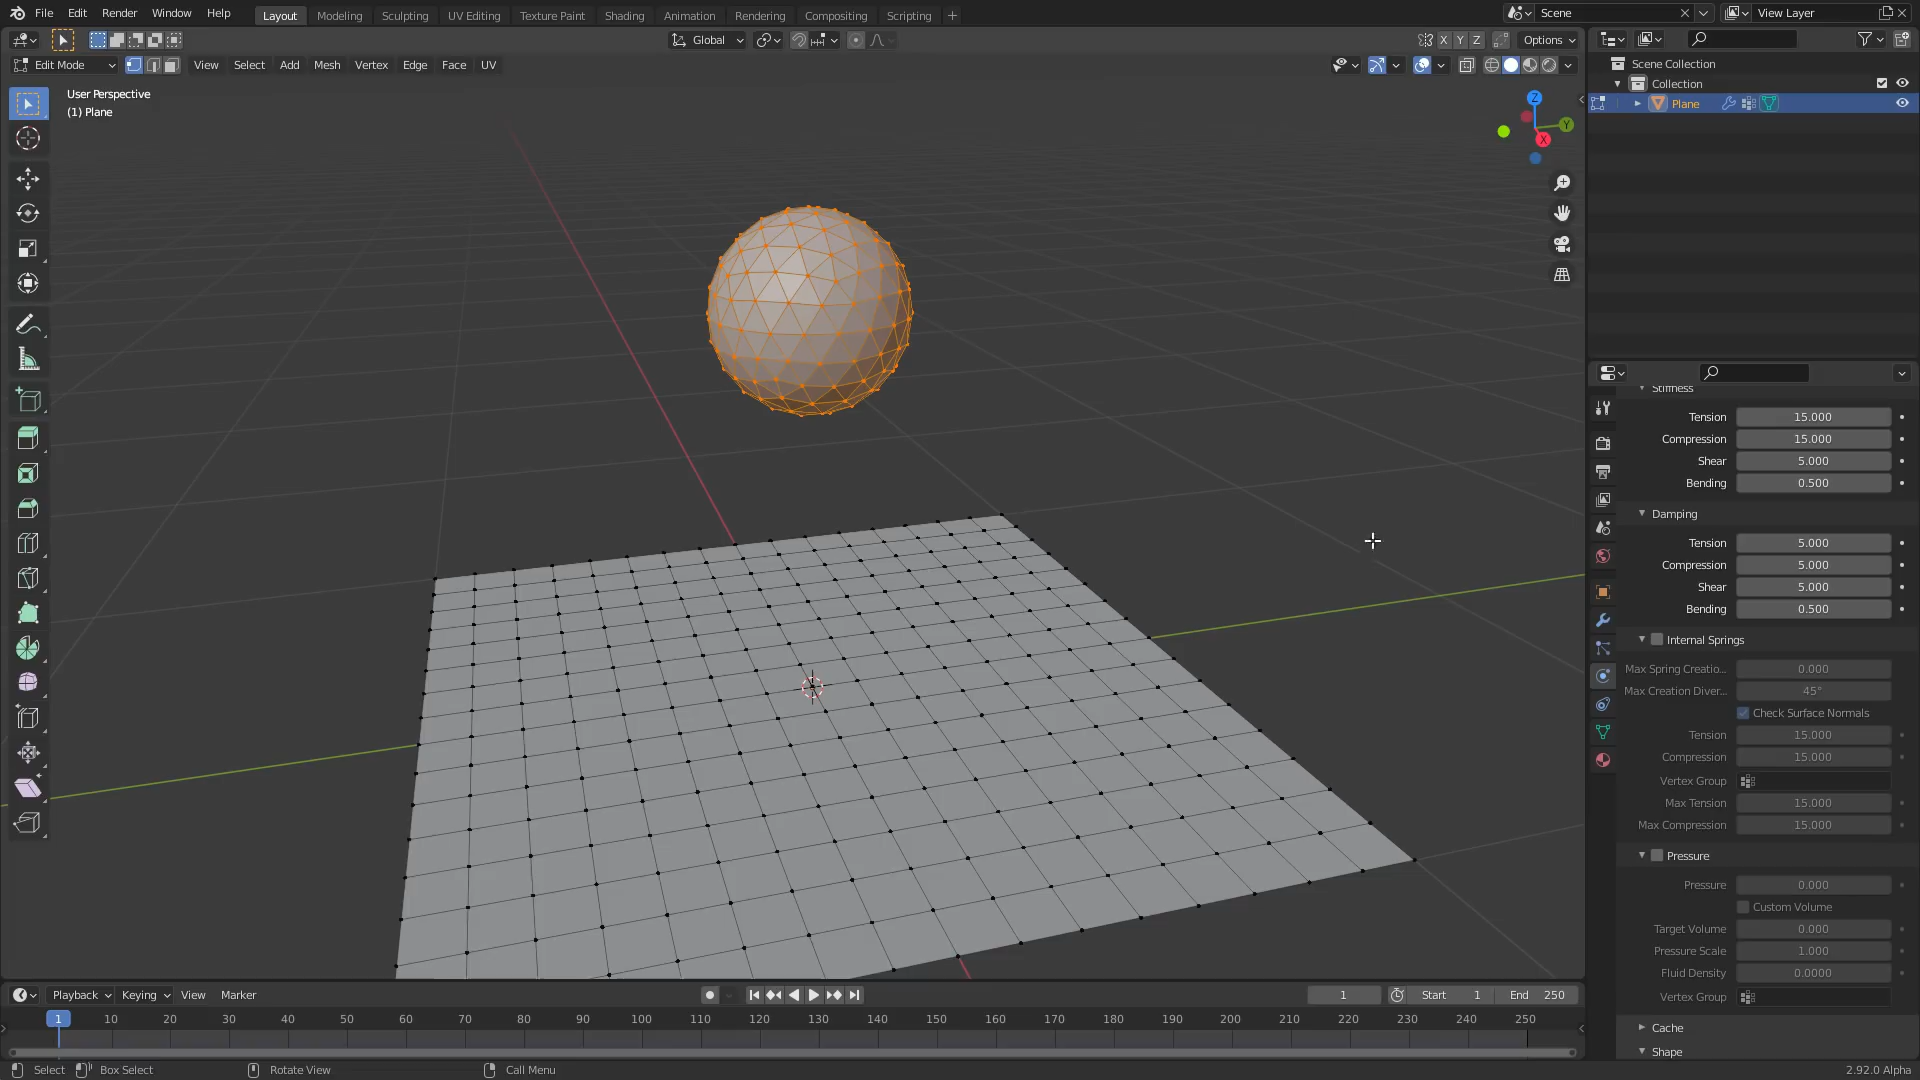 File Edit Render Window Help Layout Modeling Sculpting UV Editing Texture Paint Shading Animation Rendering Compositing Scripting + Scene View Layer
Global X Y Z Options
Edit Mode View Select Add Mesh Vertex Edge Face UV
User Perspective
(1) Plane
Z
Y
X
Scene Collection
Collection
Plane
Stiffness
Tension 15.000
Compression 15.000
Shear 5.000
Bending 0.500
Damping
Tension 5.000
Compression 5.000
Shear 5.000
Bending 0.500
Internal Springs
Max Spring Creatio... 0.000
Max Creation Diver... 45°
Check Surface Normals
Tension 15.000
Compression 15.000
Vertex Group
Max Tension 15.000
Max Compression 15.000
Pressure
Pressure 0.000
Custom Volume
Target Volume 0.000
Pressure Scale 1.000
Fluid Density 0.0000
Vertex Group
Cache
Shape
Playback Keying View Marker 1 Start 1 End 250
1 10 20 30 40 50 60 70 80 90 100 110 120 130 140 150 160 170 180 190 200 210 220 230 240 250
Select Box Select Rotate View Call Menu 2.92.0 Alpha